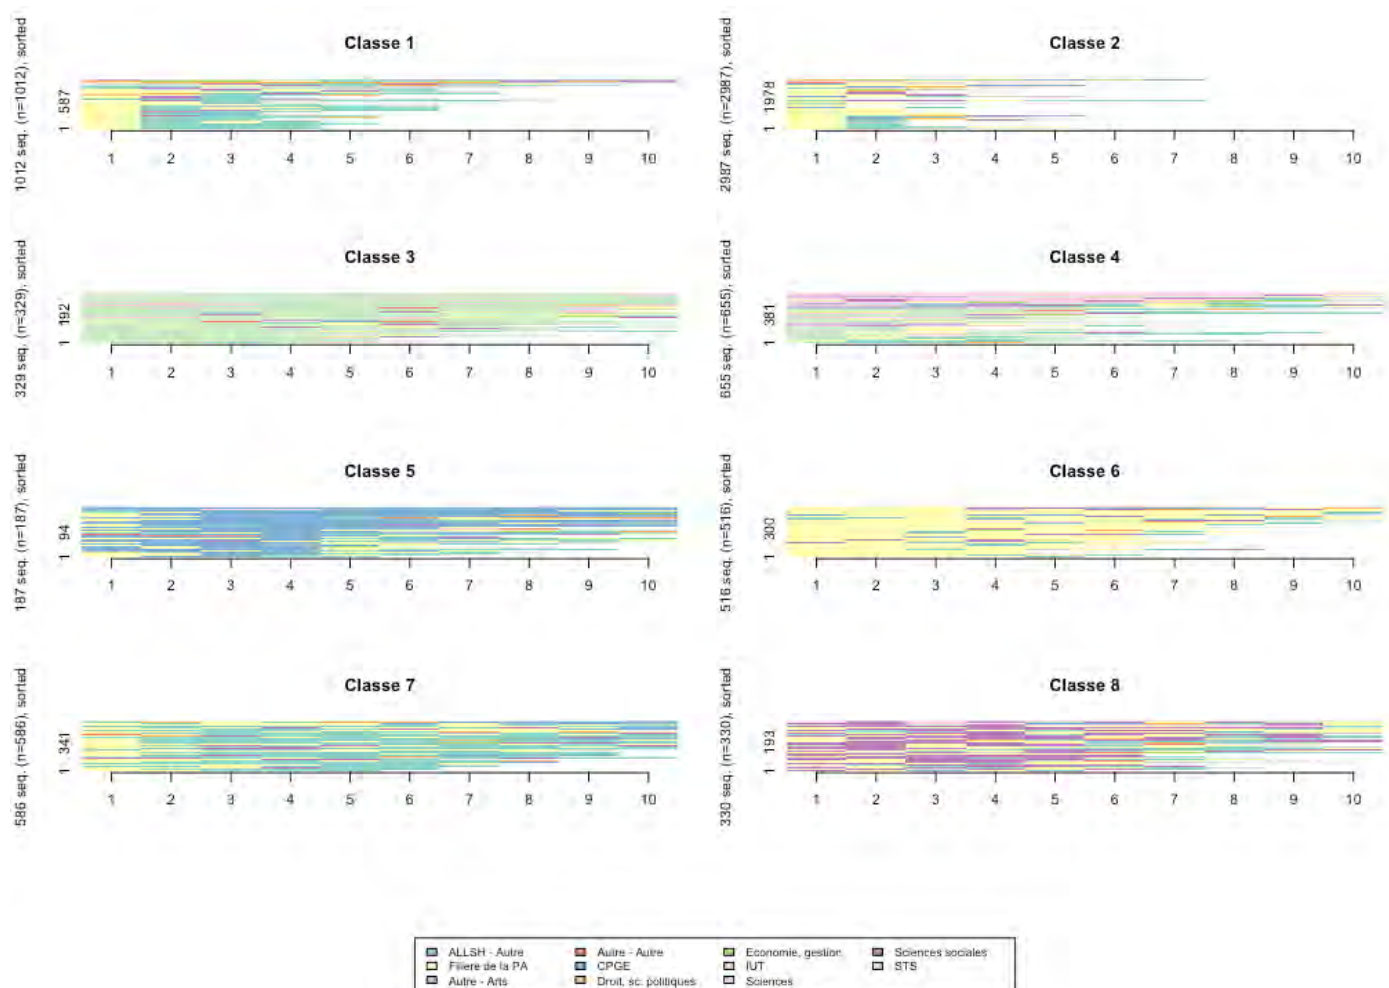 Classe 1
1012 seq. (n=1012), sorted
1 587
1 2 3 4 5 6 7 8 9 10
Classe 2
2987 seq. (n=2987), sorted
1 1978
1 2 3 4 5 6 7 8 9 10
Classe 3
329 seq. (n=329), sorted
1 192
1 2 3 4 5 6 7 8 9 10
Classe 4
655 seq. (n=655), sorted
1 381
1 2 3 4 5 6 7 8 9 10
Classe 5
187 seq. (n=187), sorted
1 94
1 2 3 4 5 6 7 8 9 10
Classe 6
516 seq. (n=516), sorted
1 300
1 2 3 4 5 6 7 8 9 10
Classe 7
586 seq. (n=586), sorted
1 341
1 2 3 4 5 6 7 8 9 10
Classe 8
330 seq. (n=330), sorted
1 193
1 2 3 4 5 6 7 8 9 10
ALLSH - Autre Autre - Autre Economie, gestion Sciences sociales
Filiere de la PA CPGE IUT STS
Autre - Arts Droit, sc. politiques Sciences